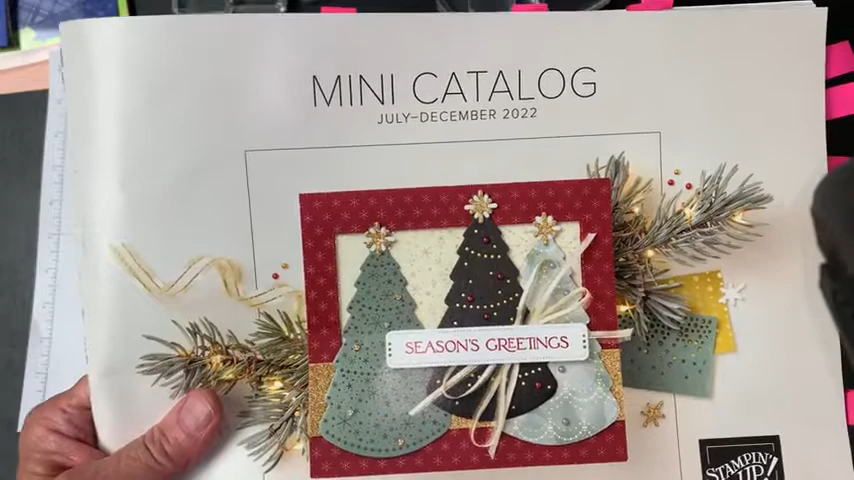 MINI CATALOG
JULY–DECEMBER 2022
SEASON'S GREETINGS
STAMPIN'
UP!